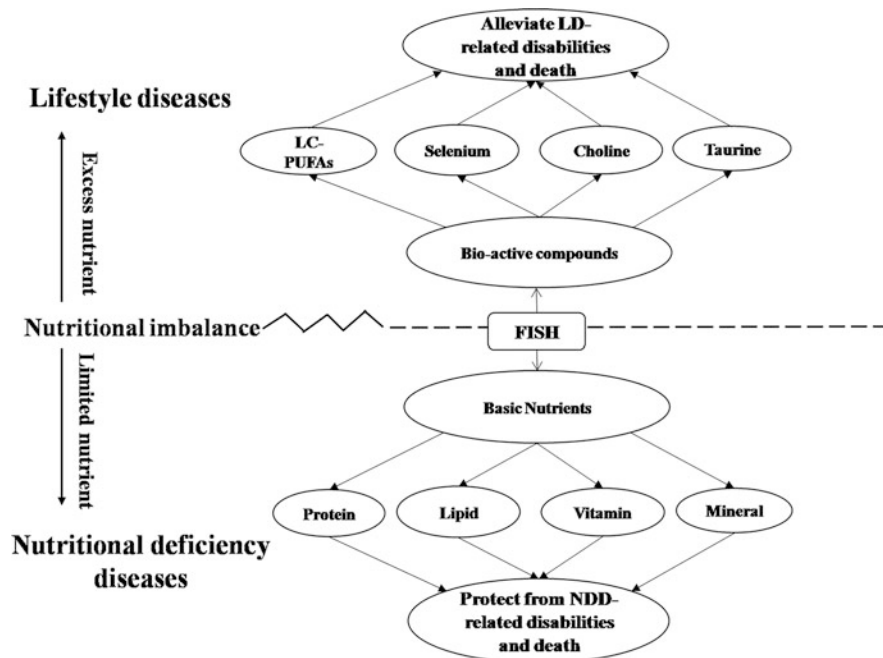 Alleviate LD-
related disabilities
and death
Lifestyle diseases
LC-
PUFAs
Selenium
Choline
Taurine
Excess nutrient
Bio-active compounds
Nutritional imbalance
FISH
Limited nutrient
Basic Nutrients
Protein
Lipid
Vitamin
Mineral
Nutritional deficiency
diseases
Protect from NDD-
related disabilities
and death